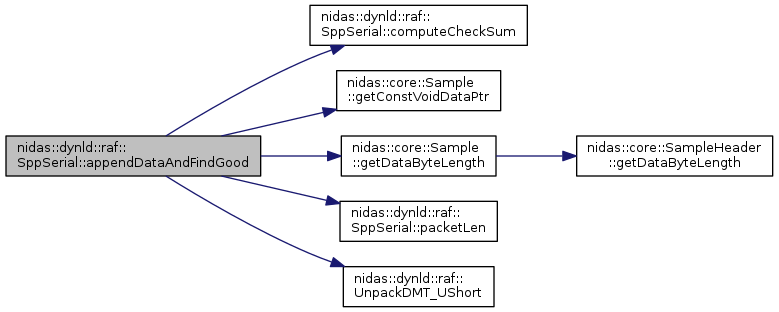 nidas::dynld::raf::
SppSerial::appendDataAndFindGood
nidas::dynld::raf::
SppSerial::computeCheckSum
nidas::core::Sample
::getConstVoidDataPtr
nidas::core::Sample
::getDataByteLength
nidas::core::SampleHeader
::getDataByteLength
nidas::dynld::raf::
SppSerial::packetLen
nidas::dynld::raf::
UnpackDMT_UShort